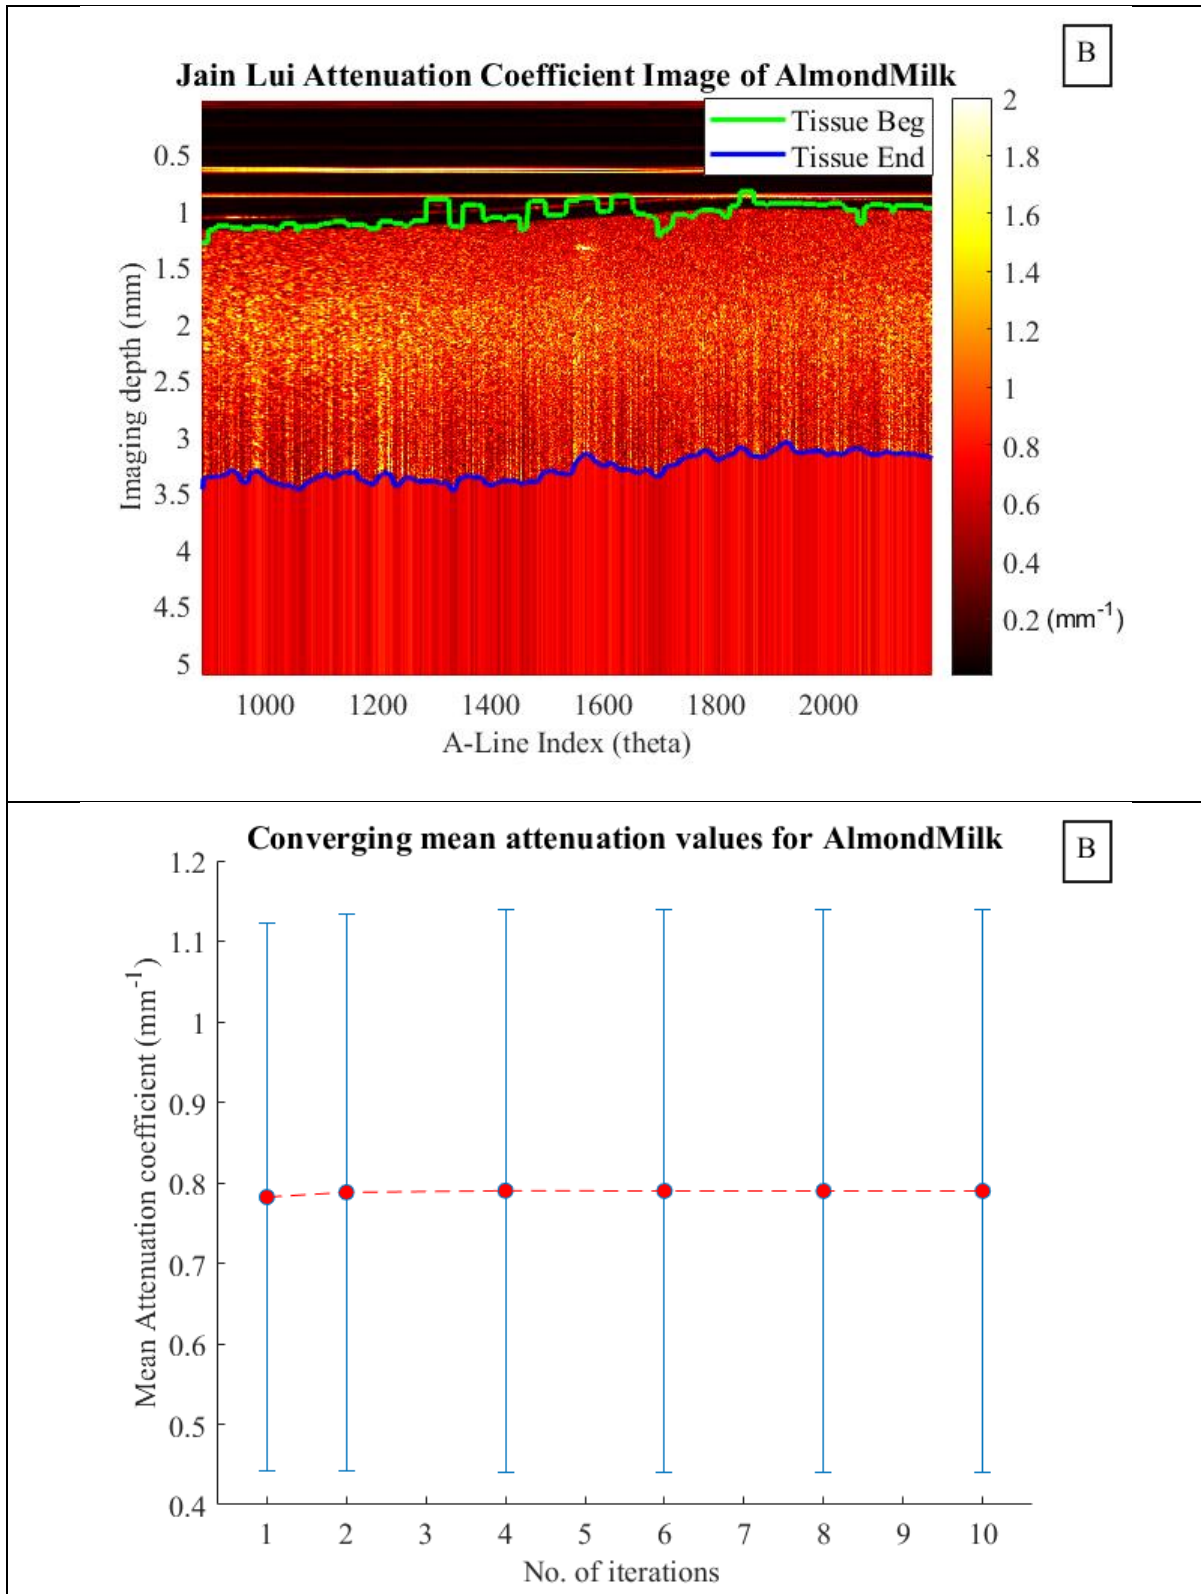 B
Jain Lui Attenuation Coefficient Image of AlmondMilk
Tissue Beg
Tissue End
Imaging depth (mm)
0.5
1
1.5
2
2.5
3
3.5
4
4.5
5
1000 1200 1400 1600 1800 2000
A-Line Index (theta)
2
1.8
1.6
1.4
1.2
1
0.8
0.6
0.4
0.2 (mm⁻¹)
B
Converging mean attenuation values for AlmondMilk
Mean Attenuation coefficient (mm⁻¹)
1.2
1.1
1
0.9
0.8
0.7
0.6
0.5
0.4
1 2 3 4 5 6 7 8 9 10
No. of iterations